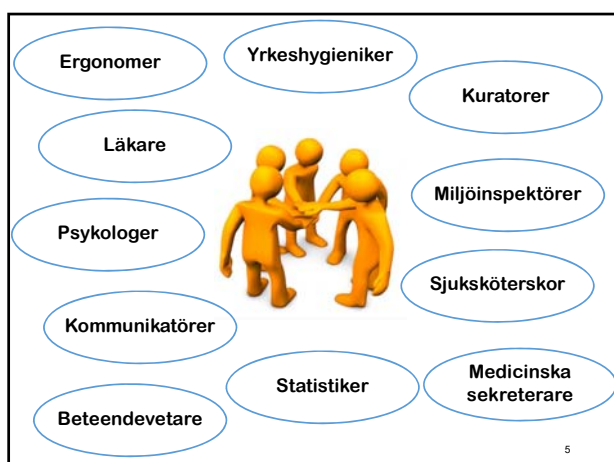 Ergonomer
Yrkeshygieniker
Kuratorer
Läkare
Miljöinspektörer
Psykologer
Sjuksköterskor
Kommunikatörer
Statistiker
Medicinska
sekreterare
Beteendevetare
5